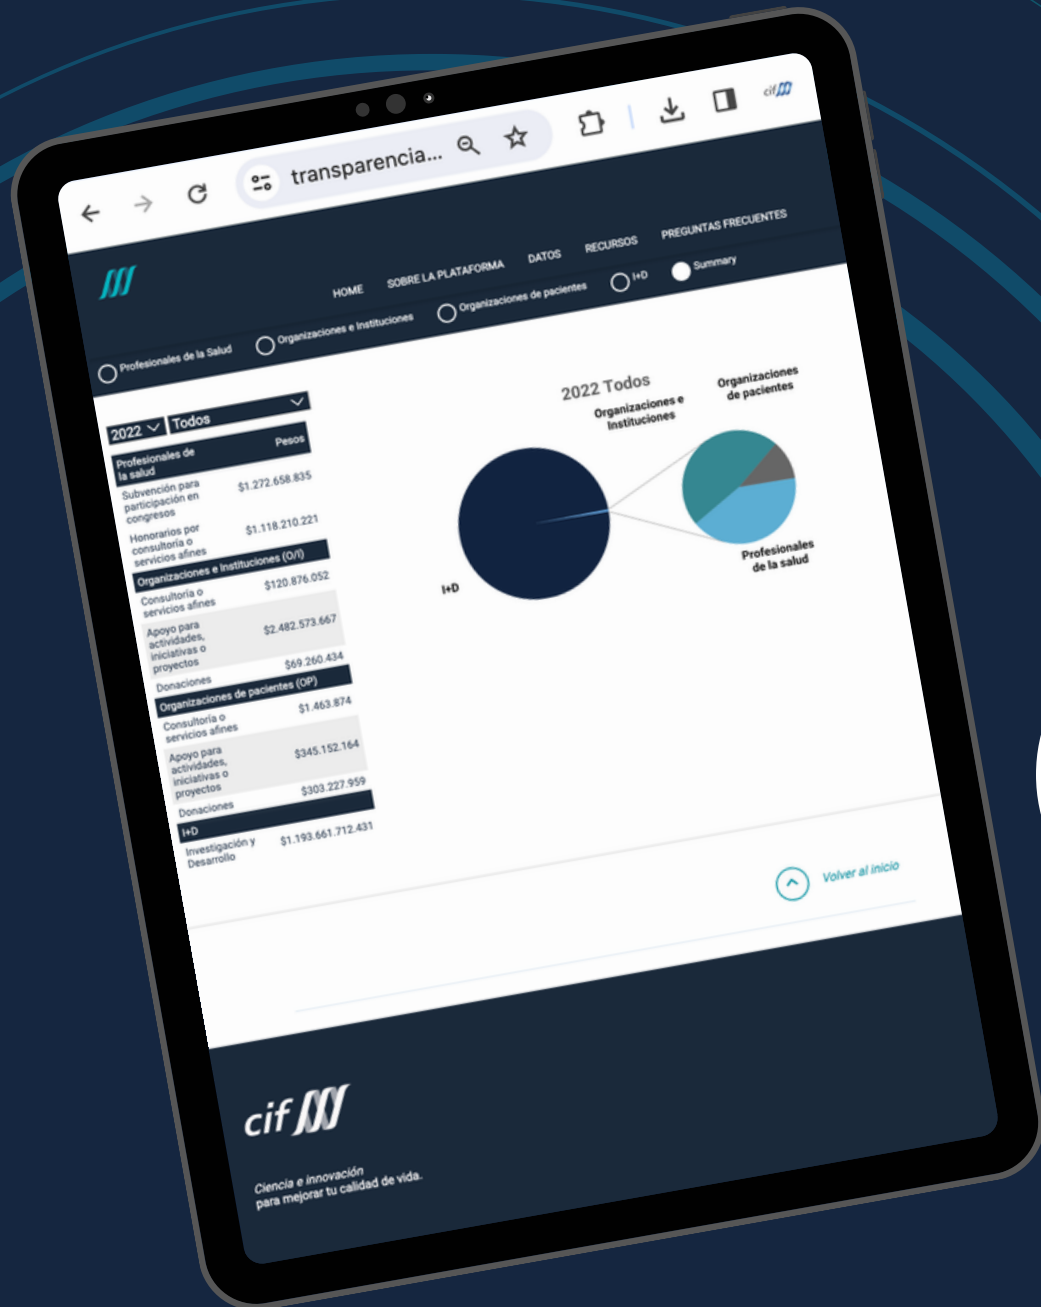 transparencia...
cif
HOME
SOBRE LA PLATAFORMA
DATOS
RECURSOS
PREGUNTAS FRECUENTES
Profesionales de la Salud
Organizaciones e Instituciones
Organizaciones de pacientes
I+D
Summary
2022
Todos
Profesionales de
la salud
Pesos
Subvención para
participación en
congresos
$1.272.658.835
Honorarios por
consultoría o
servicios afines
$1.118.210.221
Organizaciones e Instituciones (O/I)
Consultoría o
servicios afines
$120.876.052
Apoyo para
actividades,
iniciativas o
proyectos
$2.482.573.667
Donaciones
$69.260.434
Organizaciones de pacientes (OP)
Consultoría o
servicios afines
$1.463.874
Apoyo para
actividades,
iniciativas o
proyectos
$345.152.164
Donaciones
$303.227.959
I+D
Investigación y
Desarrollo
$1.193.661.712.431
2022 Todos
Organizaciones e
Instituciones
Organizaciones
de pacientes
Profesionales
de la salud
I+D
Volver al inicio
cif
Ciencia e innovación
para mejorar tu calidad de vida.